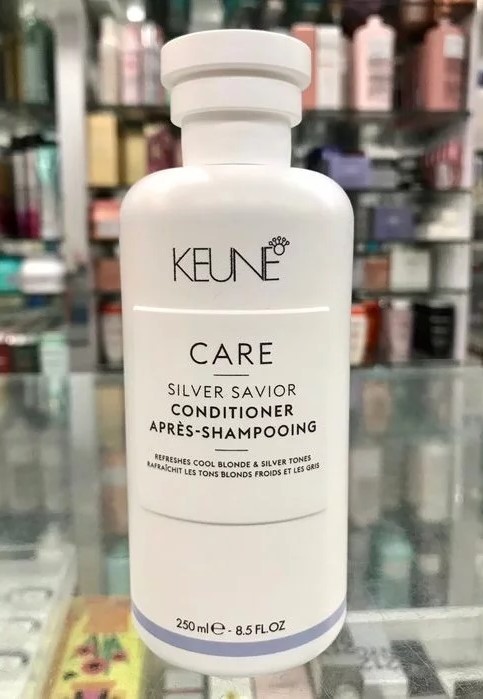 KEUNE
CARE
SILVER SAVIOR
CONDITIONER
APRÈS-SHAMPOOING
REFRESHES COOL BLONDE & SILVER TONES
RAFRAÎCHIT LES TONS BLONDS FROIDS ET LES GRIS
250 ml ℮ - 8.5 FL.OZ